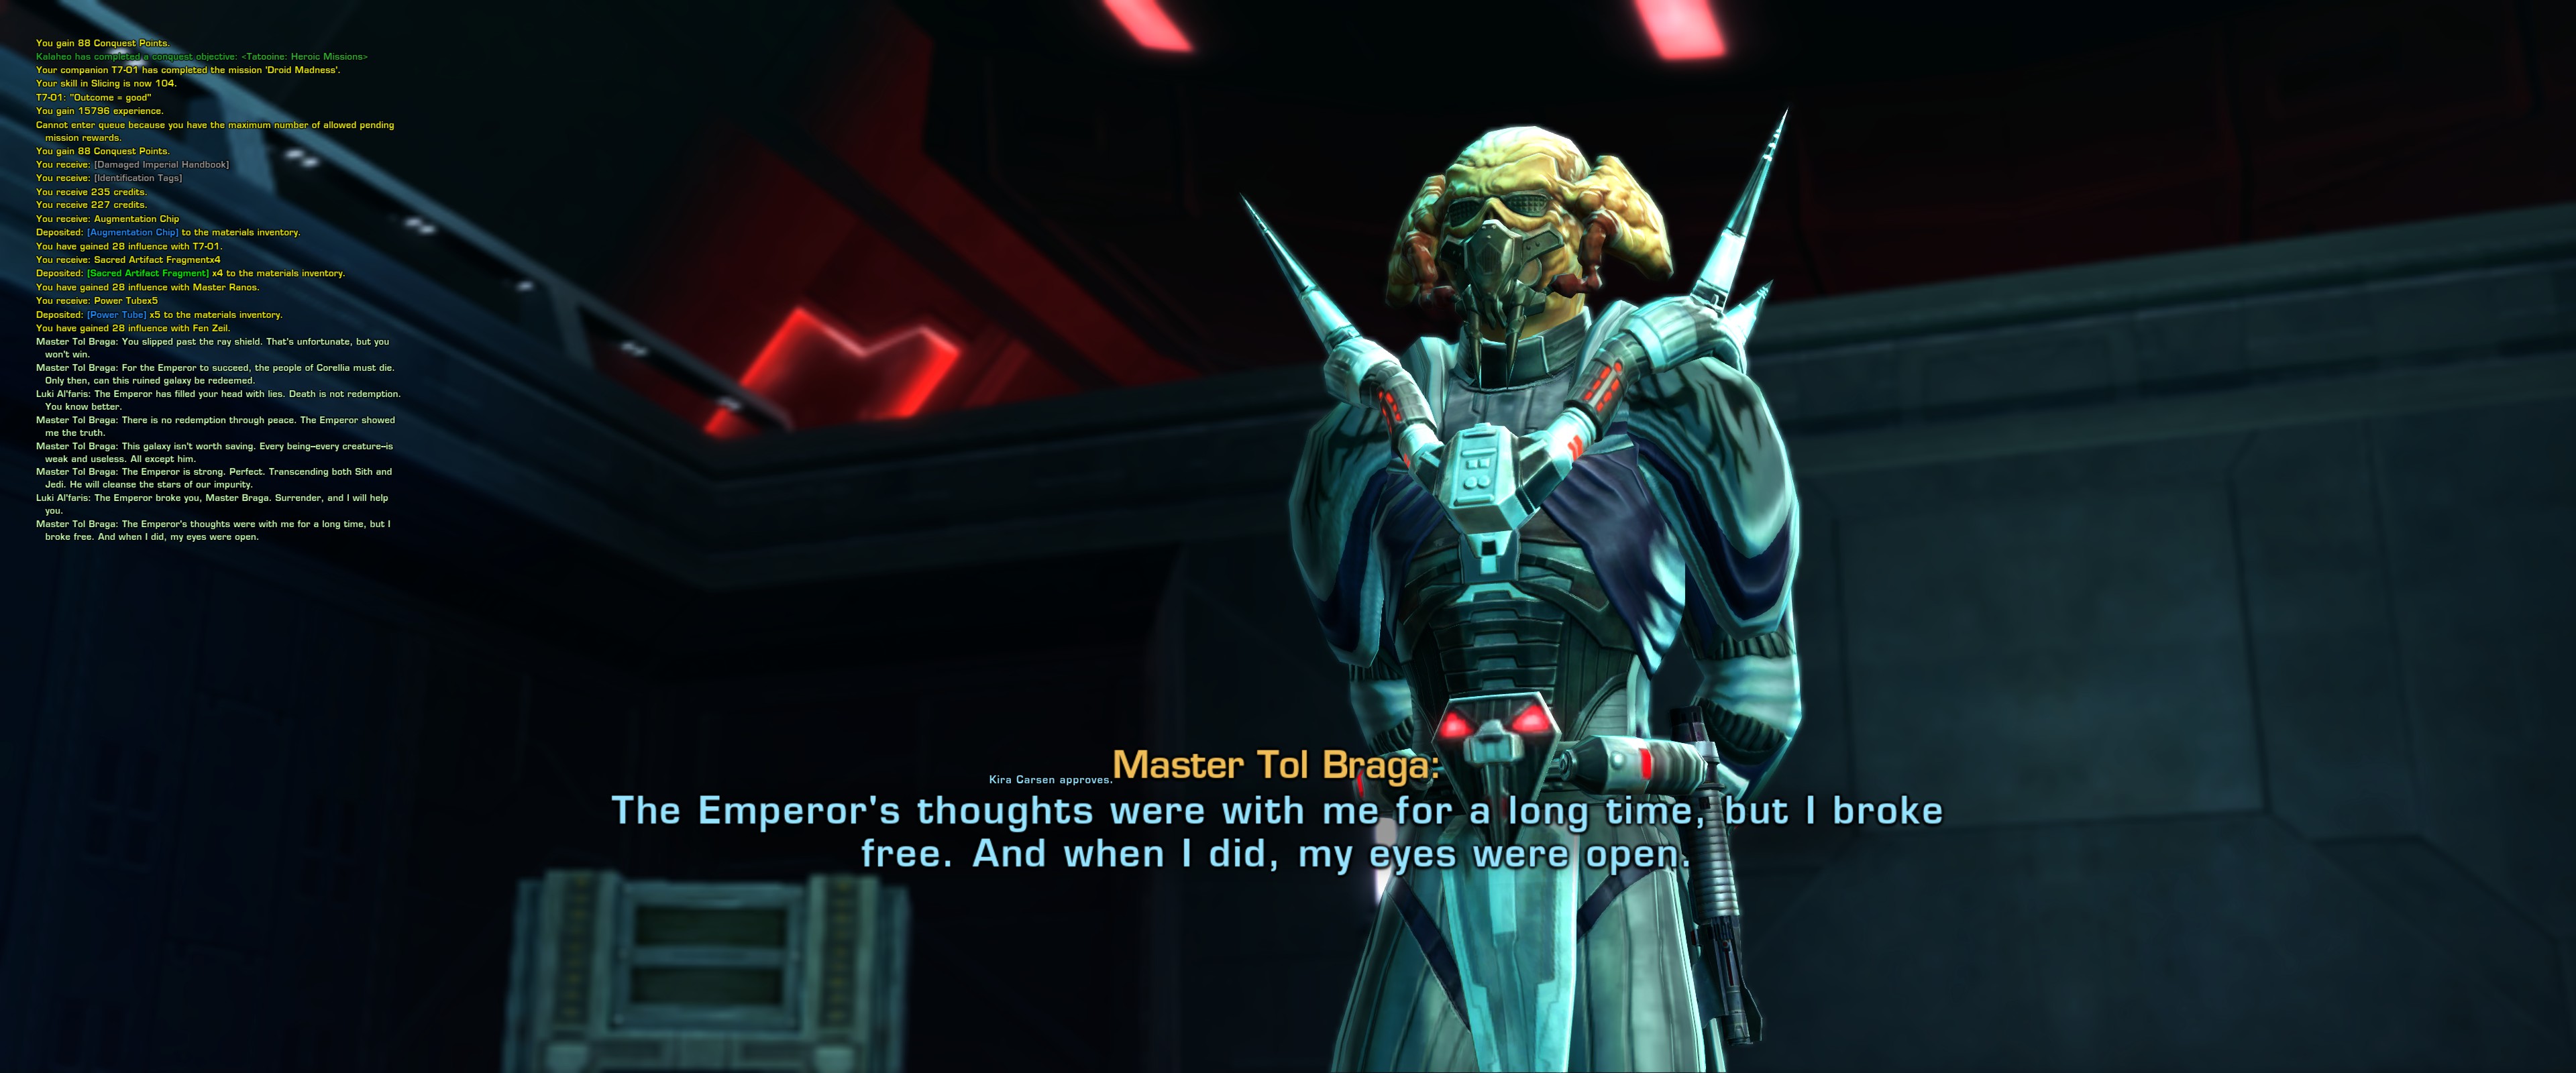 You gain 88 Conquest Points.
Kalaheo has completed a conquest objective: <Tatooine: Heroic Missions>
Your companion T7-01 has completed the mission 'Droid Madness'.
Your skill in Slicing is now 104.
T7-01: "Outcome = good"
You gain 15796 experience.
Cannot enter queue because you have the maximum number of allowed pending
mission rewards.
You gain 88 Conquest Points.
You receive: [Damaged Imperial Handbook]
You receive: [Identification Tags]
You receive 235 credits.
You receive 227 credits.
You receive: Augmentation Chip
Deposited: [Augmentation Chip] to the materials inventory.
You have gained 28 influence with T7-01.
You receive: Sacred Artifact Fragmentx4
Deposited: [Sacred Artifact Fragment] x4 to the materials inventory.
You have gained 28 influence with Master Ranos.
You receive: Power Tubex5
Deposited: [Power Tube] x5 to the materials inventory.
You have gained 28 influence with Fen Zeil.
Master Tol Braga: You slipped past the ray shield. That's unfortunate, but you
won't win.
Master Tol Braga: For the Emperor to succeed, the people of Corellia must die.
Only then, can this ruined galaxy be redeemed.
Luki Al'faris: The Emperor has filled your head with lies. Death is not redemption.
You know better.
Master Tol Braga: There is no redemption through peace. The Emperor showed
me the truth.
Master Tol Braga: This galaxy isn't worth saving. Every being—every creature—is
weak and useless. All except him.
Master Tol Braga: The Emperor is strong. Perfect. Transcending both Sith and
Jedi. He will cleanse the stars of our impurity.
Luki Al'faris: The Emperor broke you, Master Braga. Surrender, and I will help
you.
Master Tol Braga: The Emperor's thoughts were with me for a long time, but I
broke free. And when I did, my eyes were open.
Kira Carsen approves.
Master Tol Braga:
The Emperor's thoughts were with me for a long time, but I broke
free. And when I did, my eyes were open.